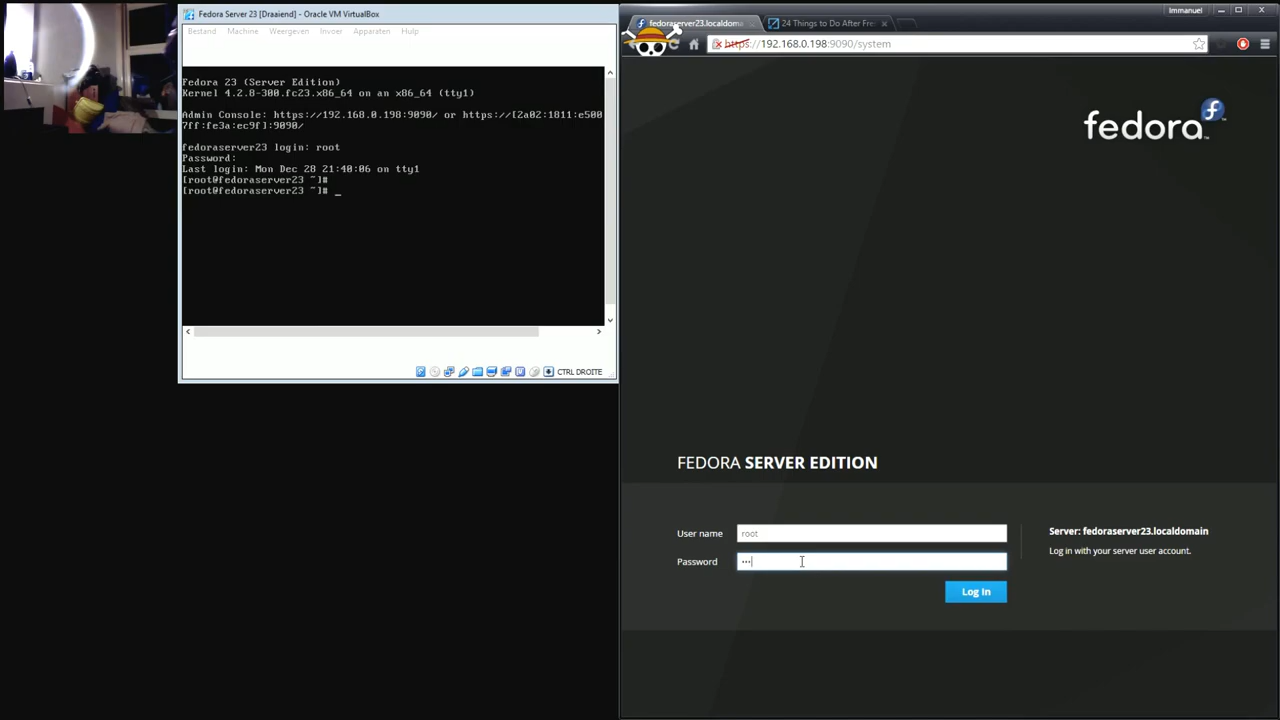 Fedora Server 23 [Draaiend] - Oracle VM VirtualBox
Bestand Machine Weergeven Invoer Apparaten Hulp
Fedora 23 (Server Edition)
Kernel 4.2.8-300.fc23.x86_64 on an x86_64 (tty1)
Admin Console: https://192.168.0.198:9090/ or https://[2a02:1811:e500
7ff:fe3a:ec9f]:9090/
fedoraserver23 login: root
Password:
Last login: Mon Dec 28 21:40:06 on tty1
[root@fedoraserver23 ~]#
[root@fedoraserver23 ~]# _
CTRL DROITE
Immanuel
fedoraserver23.localdoma
24 Things to Do After Fre
https://192.168.0.198:9090/system
fedora
FEDORA SERVER EDITION
User name root
Password •••
Log In
Server: fedoraserver23.localdomain
Log in with your server user account.